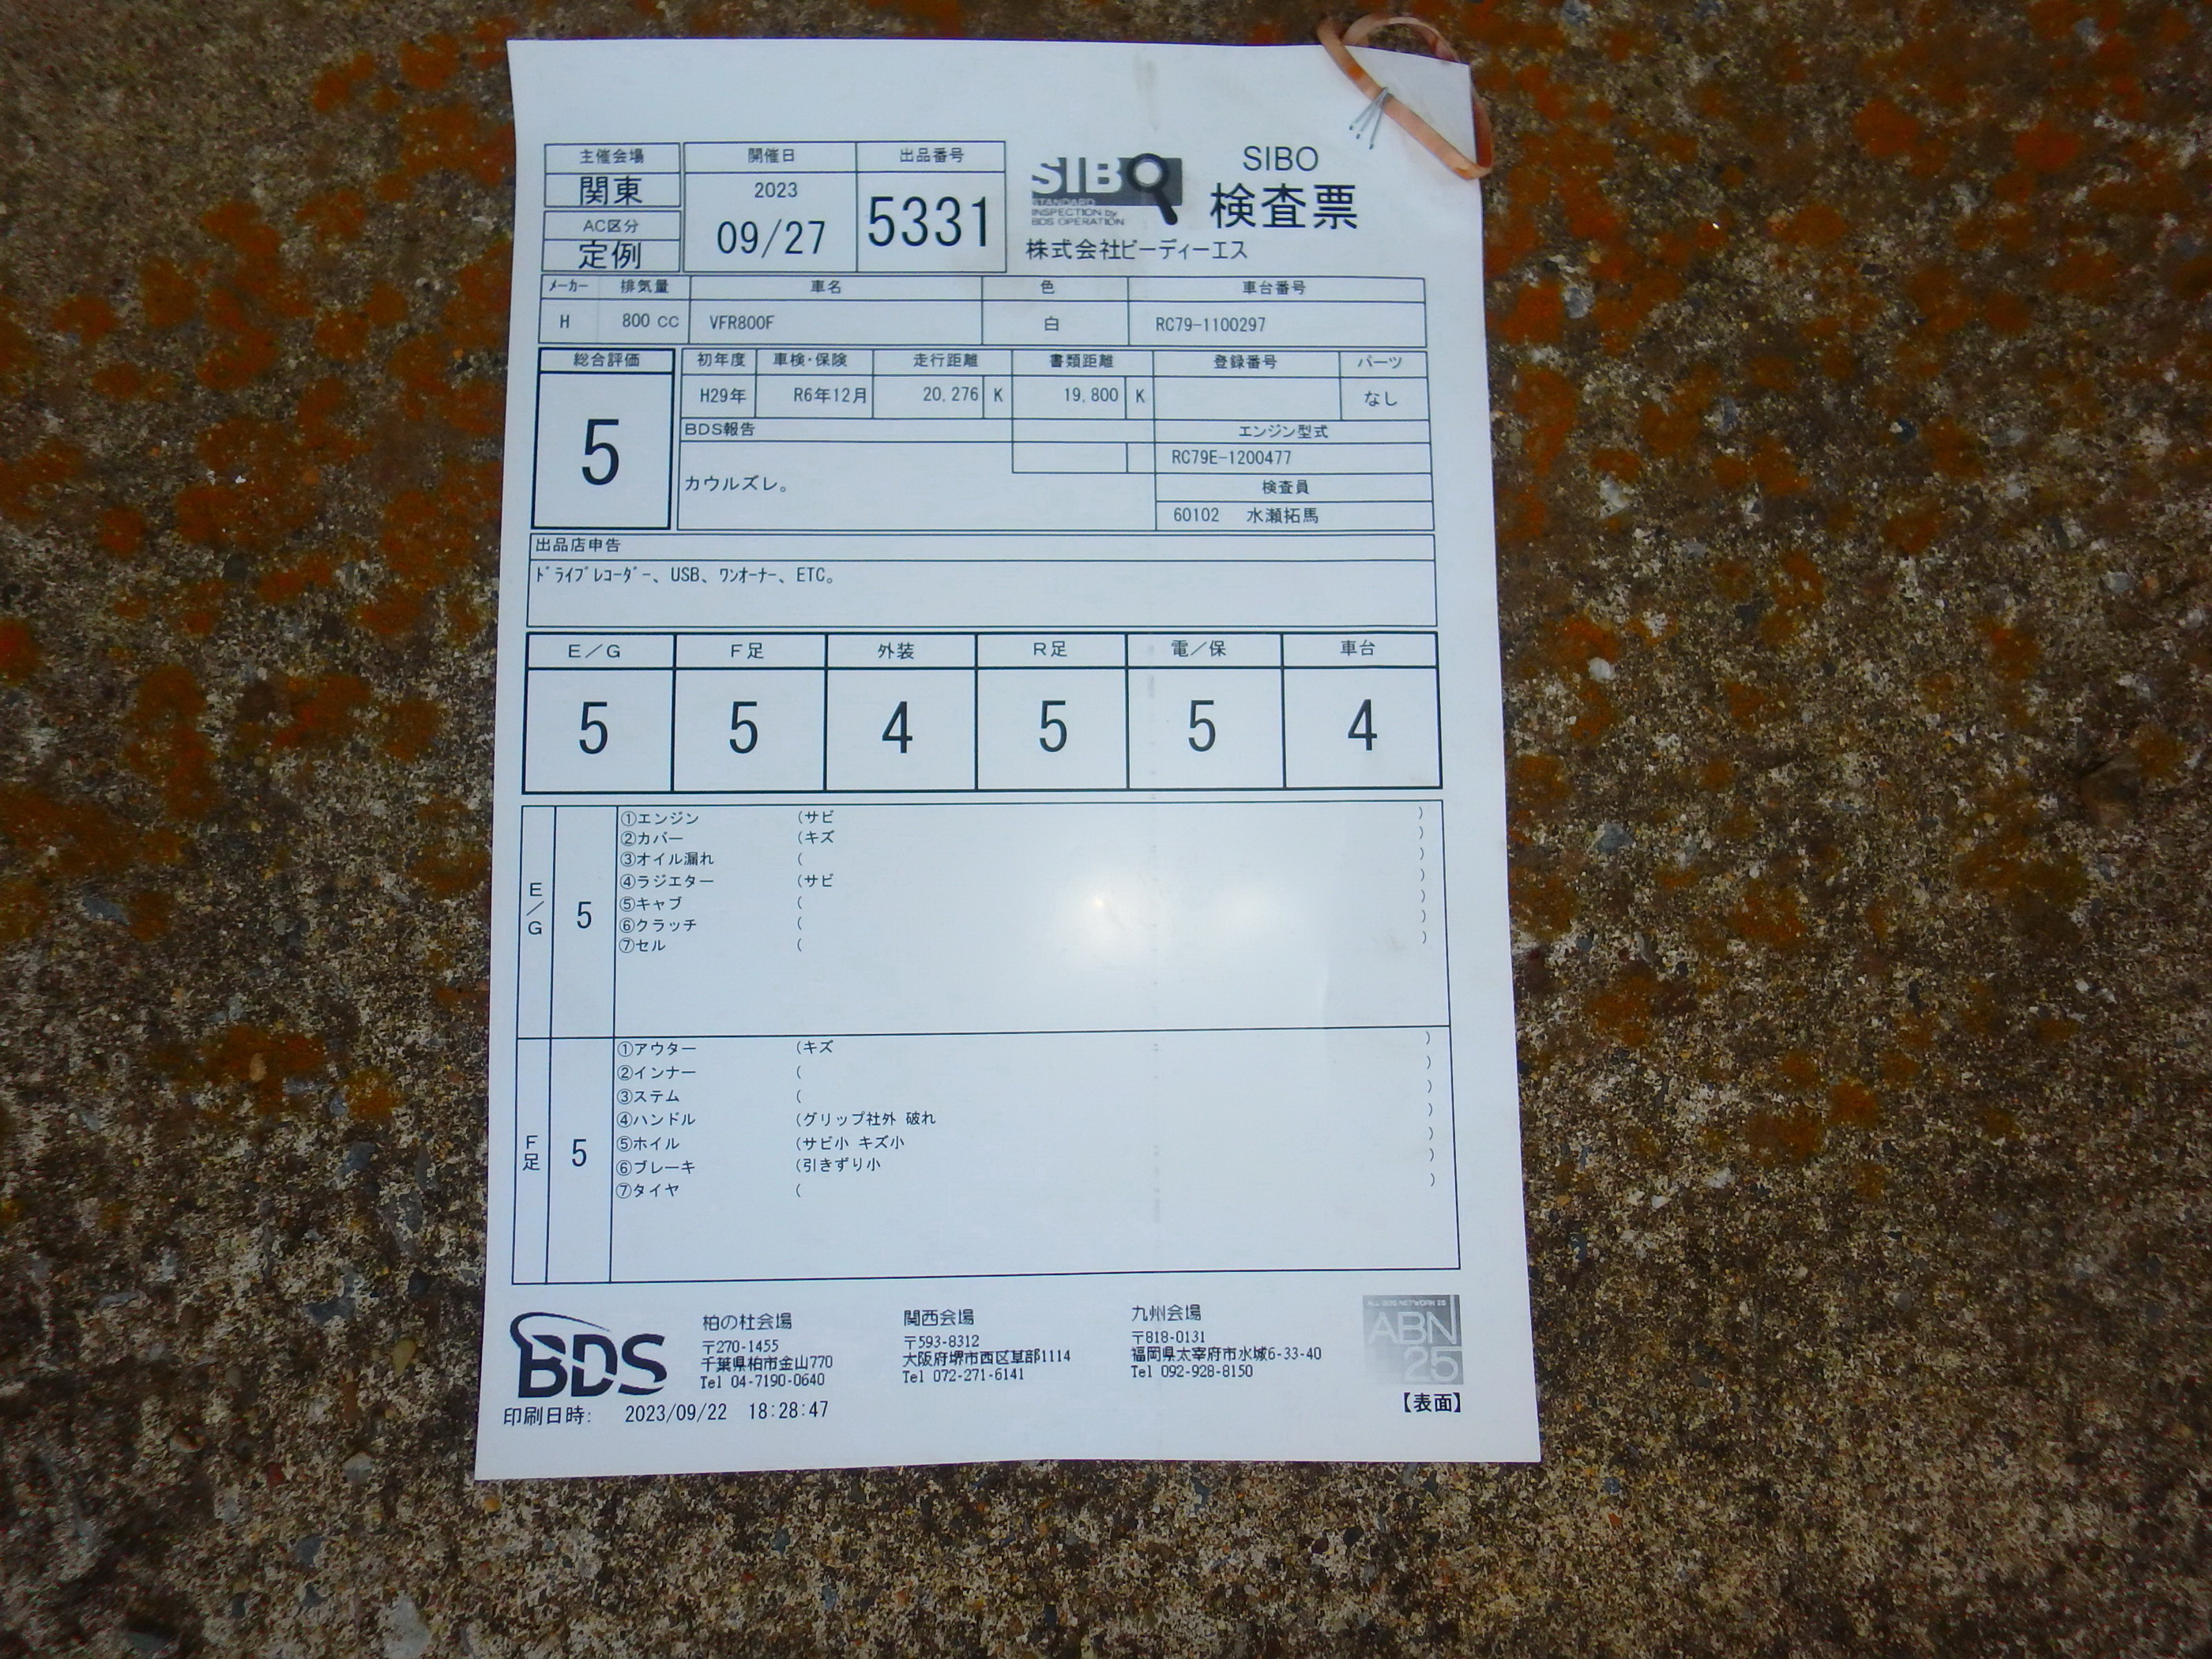 主催会場 開催日 出品番号
関東 2023 09/27 5331
AC区分
定例
SIBO
STANDARD
INSPECTION by
BDS OPERATION
SIBO
検査票
株式会社ビーディーエス
メーカー 排気量 車名 色 車台番号
H 800 cc VFR800F 白 RC79-1100297
総合評価 初年度 車検・保険 走行距離 書類距離 登録番号 パーツ
5 H29年 R6年12月 20,276 K 19,800 K なし
BDS報告 エンジン型式
RC79E-1200477
カウルズレ。 検査員
60102 水瀬拓馬
出品店申告
ドライブレコーダー、USB、ワンオーナー、ETC。
E/G F足 外装 R足 電/保 車台
5 5 4 5 5 4
E/G 5
①エンジン (サビ )
②カバー (キズ )
③オイル漏れ ( )
④ラジエター (サビ )
⑤キャブ ( )
⑥クラッチ ( )
⑦セル ( )
F足 5
①アウター (キズ )
②インナー ( )
③ステム ( )
④ハンドル (グリップ社外 破れ )
⑤ホイル (サビ小 キズ小 )
⑥ブレーキ (引きずり小 )
⑦タイヤ ( )
BDS
柏の杜会場
〒270-1455
千葉県柏市金山770
Tel 04-7190-0640
関西会場
〒593-8312
大阪府堺市西区草部1114
Tel 072-271-6141
九州会場
〒818-0131
福岡県太宰府市水城6-33-40
Tel 092-928-8150
ALL BDS NETWORK 25
ABN
25
印刷日時: 2023/09/22 18:28:47
【表面】